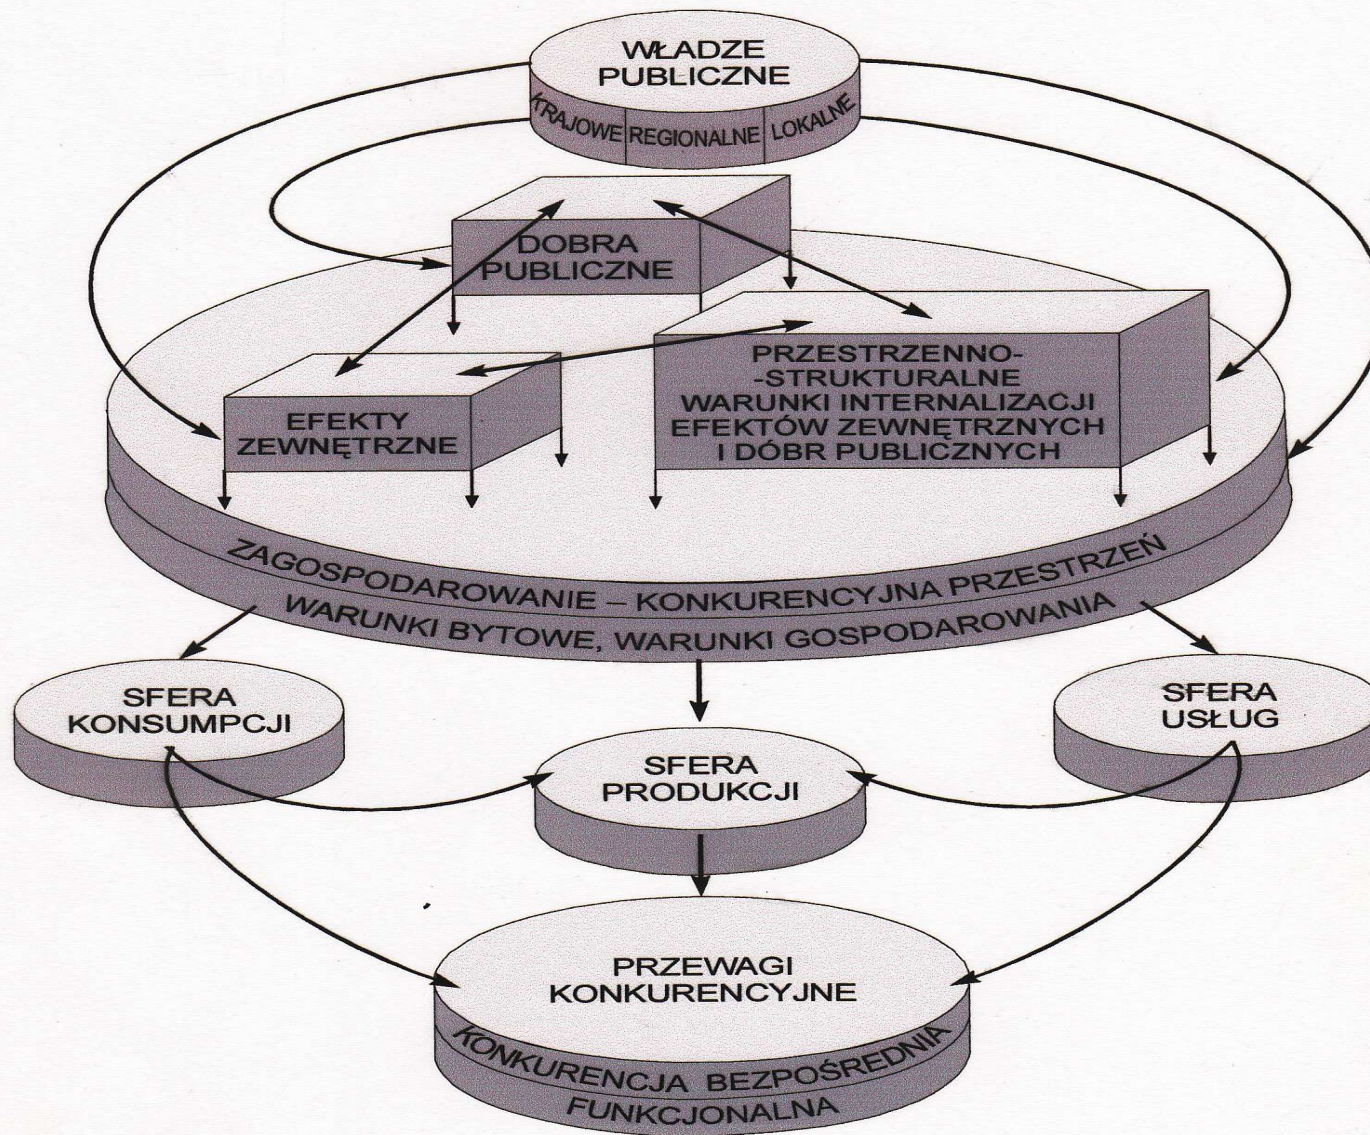 WŁADZE
PUBLICZNE
KRAJOWE REGIONALNE LOKALNE
DOBRA
PUBLICZNE
PRZESTRZENNO-
-STRUKTURALNE
WARUNKI INTERNALIZACJI
EFEKTÓW ZEWNĘTRZNYCH
I DÓBR PUBLICZNYCH
EFEKTY
ZEWNĘTRZNE
ZAGOSPODAROWANIE – KONKURENCYJNA PRZESTRZEŃ
WARUNKI BYTOWE, WARUNKI GOSPODAROWANIA
SFERA
KONSUMPCJI
SFERA
PRODUKCJI
SFERA
USŁUG
PRZEWAGI
KONKURENCYJNE
KONKURENCJA BEZPOŚREDNIA
FUNKCJONALNA